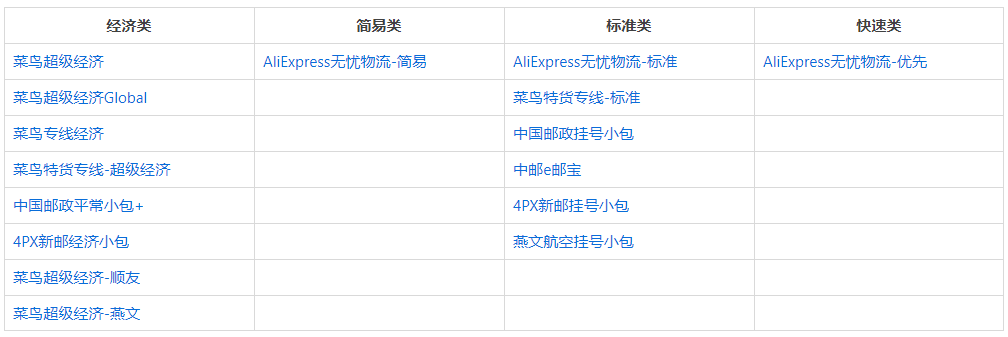 经济类 简易类 标准类 快速类
菜鸟超级经济 AliExpress无忧物流-简易 AliExpress无忧物流-标准 AliExpress无忧物流-优先
菜鸟超级经济Global 菜鸟特货专线-标准
菜鸟专线经济 中国邮政挂号小包
菜鸟特货专线-超级经济 中邮e邮宝
中国邮政平常小包+ 4PX新邮挂号小包
4PX新邮经济小包 燕文航空挂号小包
菜鸟超级经济-顺友
菜鸟超级经济-燕文